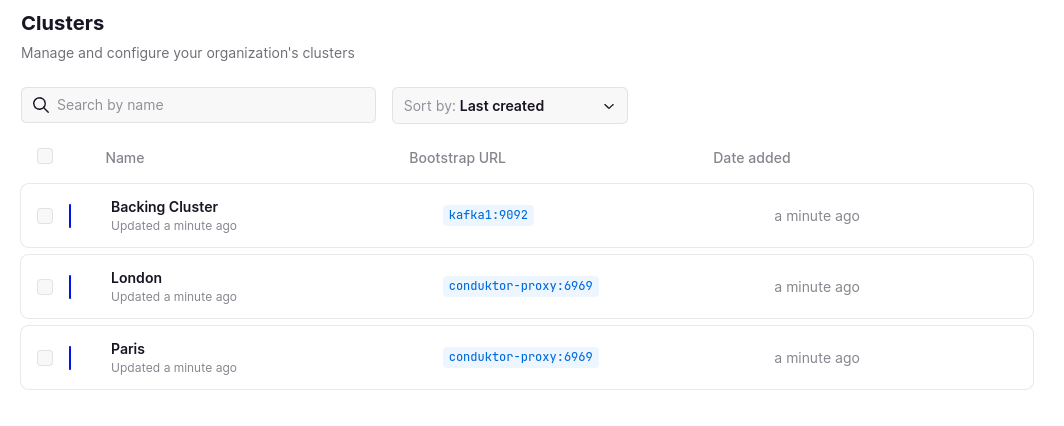 Clusters
Manage and configure your organization's clusters
Search by name
Sort by: Last created
Name Bootstrap URL Date added
Backing Cluster
Updated a minute ago
kafka1:9092
a minute ago
London
Updated a minute ago
conduktor-proxy:6969
a minute ago
Paris
Updated a minute ago
conduktor-proxy:6969
a minute ago